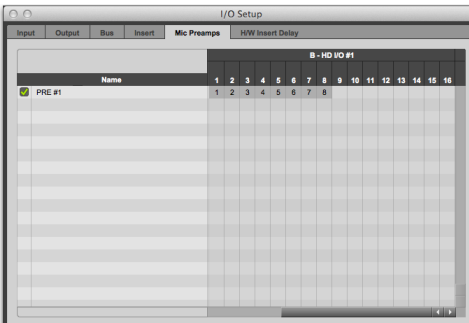 I/O Setup
Input Output Bus Insert Mic Preamps H/W Insert Delay
B - HD I/O #1
Name 1 2 3 4 5 6 7 8 9 10 11 12 13 14 15 16
PRE #1 1 2 3 4 5 6 7 8